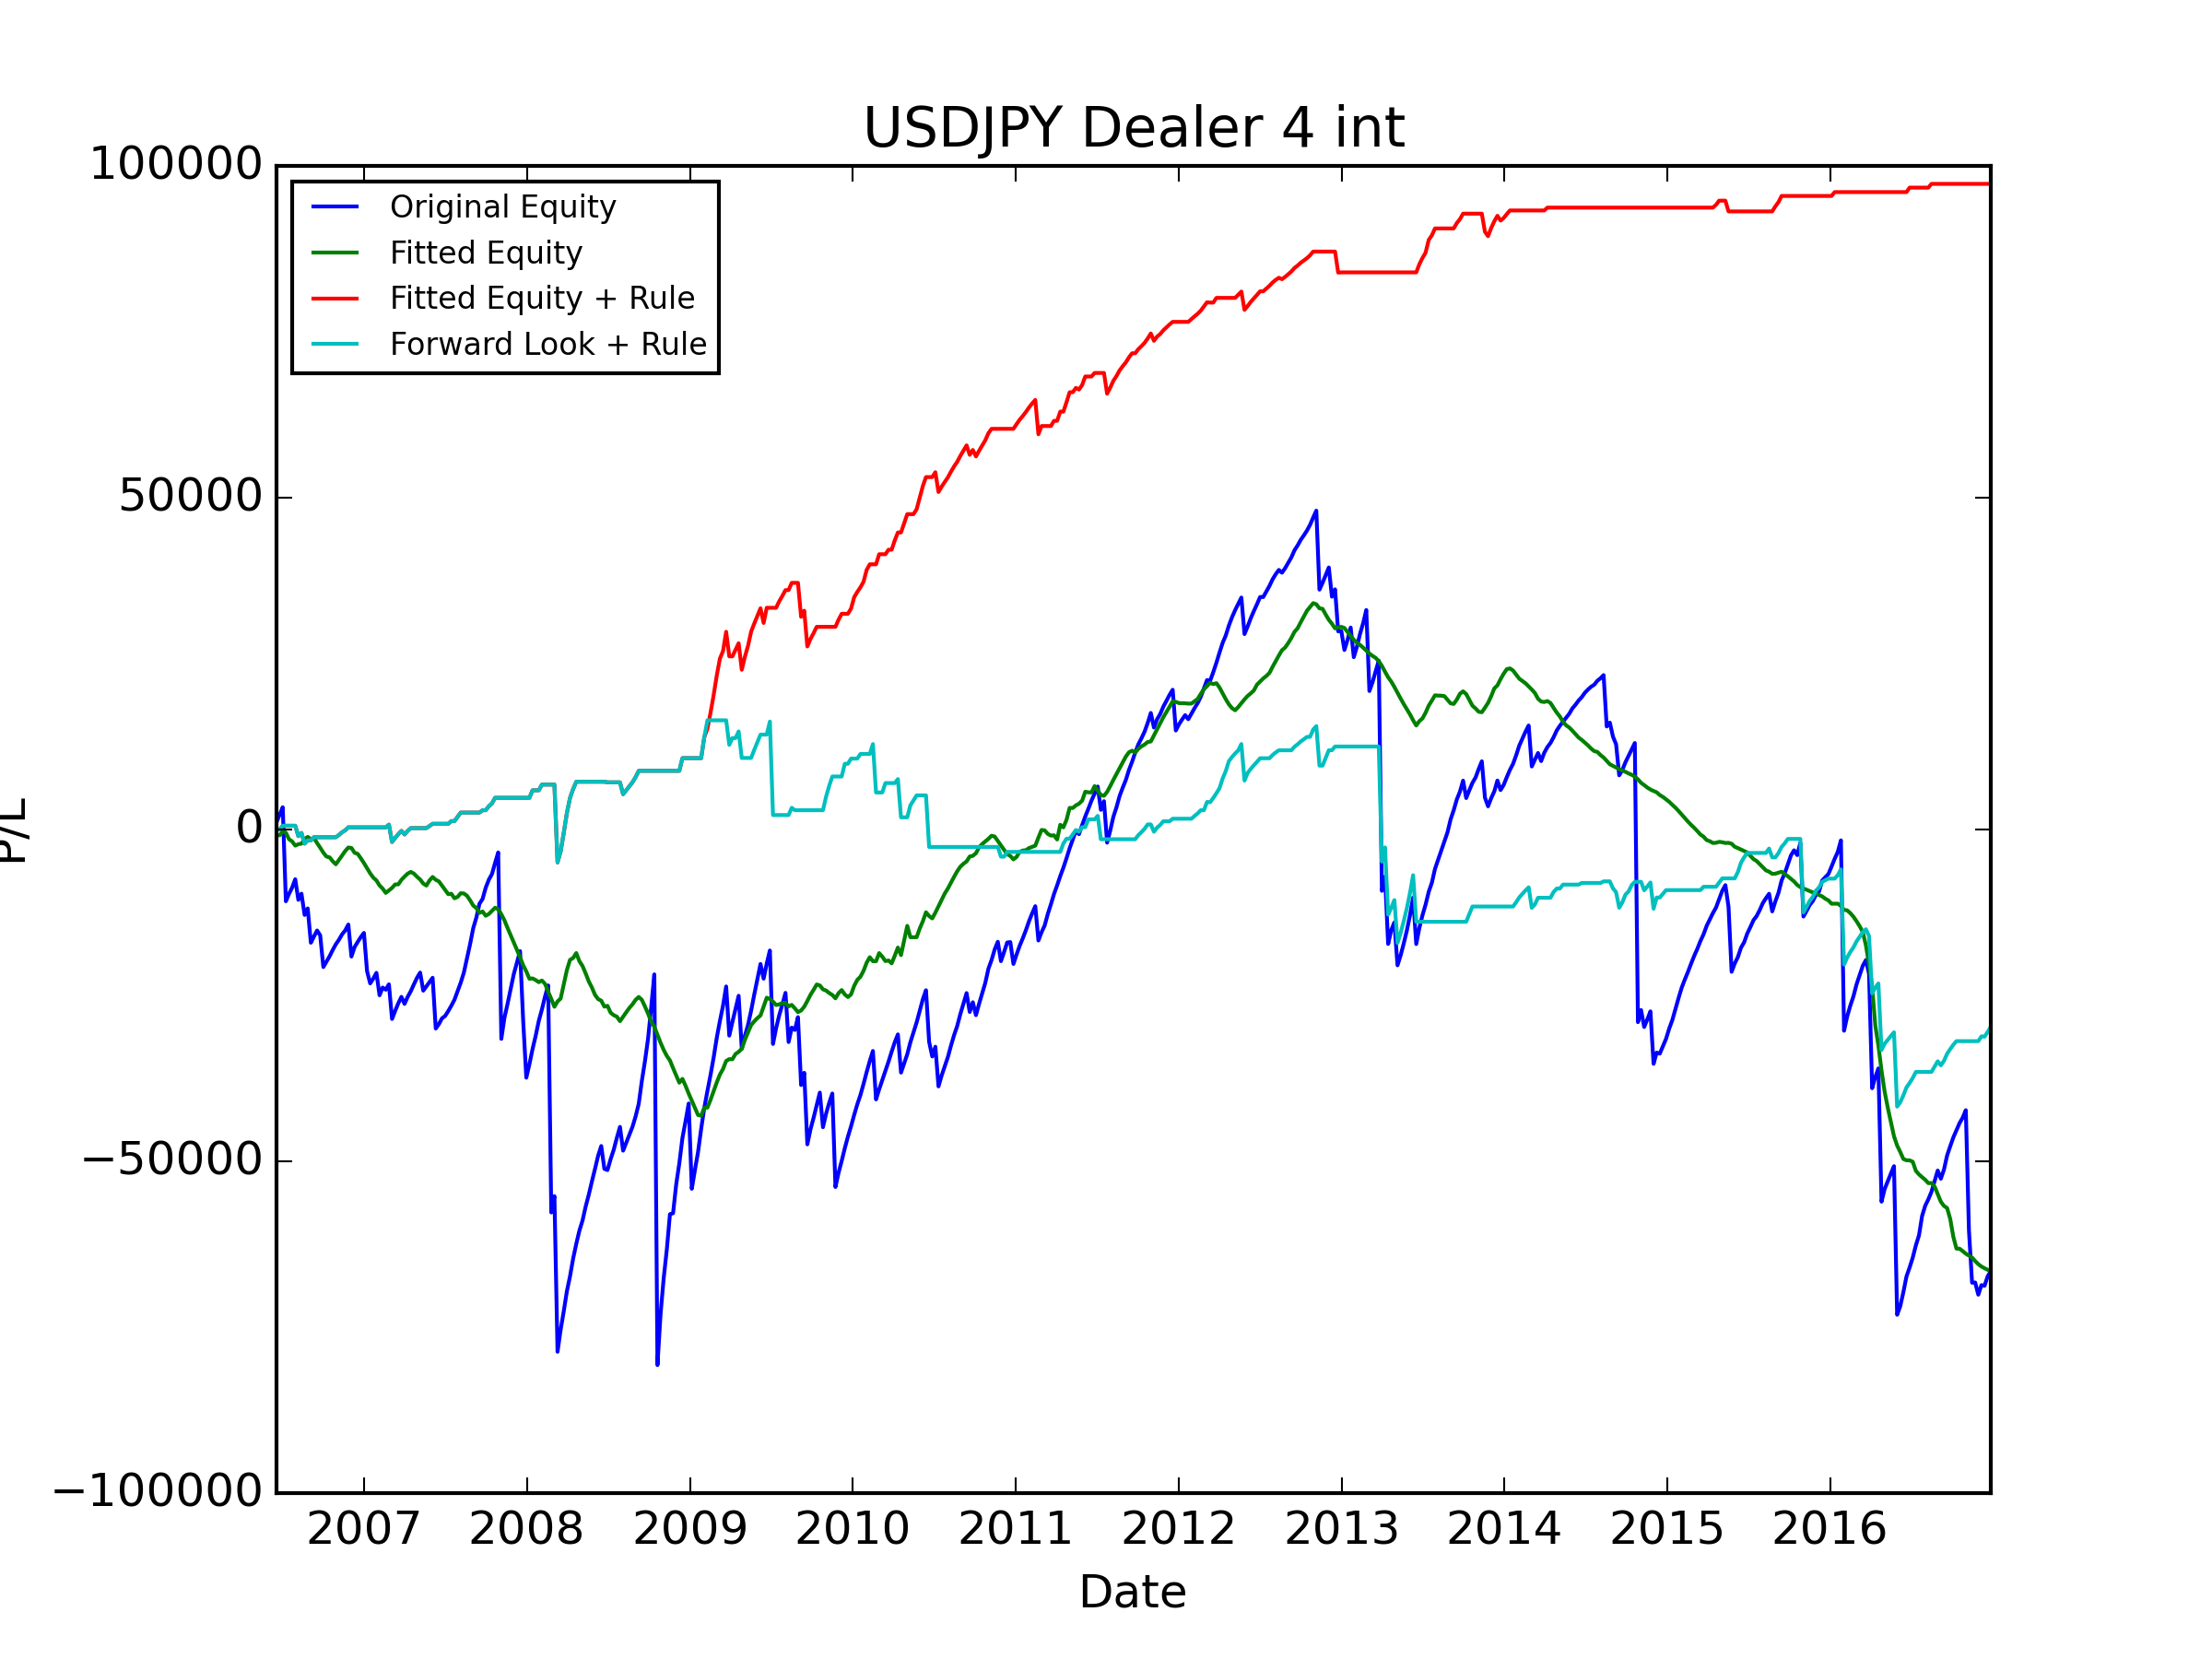 USDJPY Dealer 4 int
100000
50000
0
−50000
−100000
P/L
Original Equity
Fitted Equity
Fitted Equity + Rule
Forward Look + Rule
2007
2008
2009
2010
2011
2012
2013
2014
2015
2016
Date